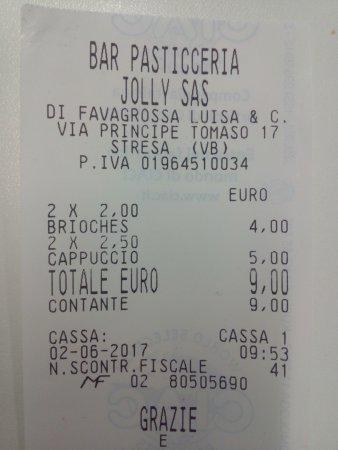 BAR PASTICCERIA
JOLLY SAS
DI FAVAGROSSA LUISA & C.
VIA PRINCIPE TOMASO 17
STRESA (VB)
P.IVA 01964510034
EURO
2 X 2,00
BRIOCHES 4,00
2 X 2,50
CAPPUCCIO 5,00
TOTALE EURO 9,00
CONTANTE 9,00
CASSA: CASSA 1
02-06-2017 09:53
N.SCONTR.FISCALE 41
MF 02 80505690
GRAZIE
E